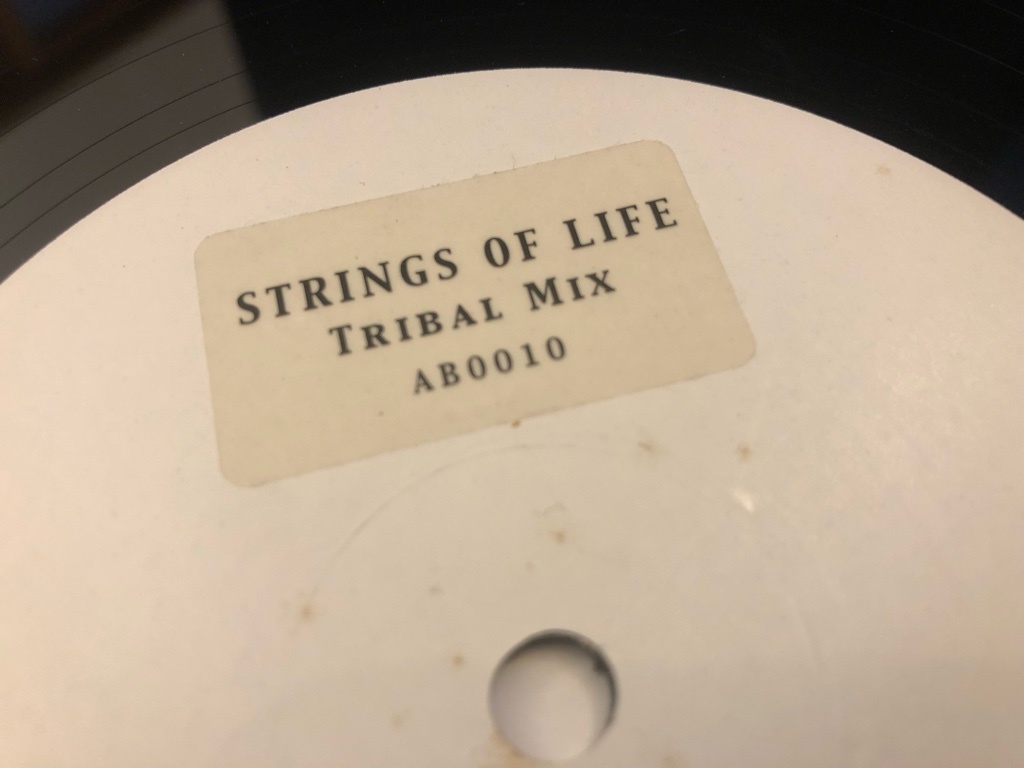 STRINGS OF LIFE
TRIBAL MIX
AB0010